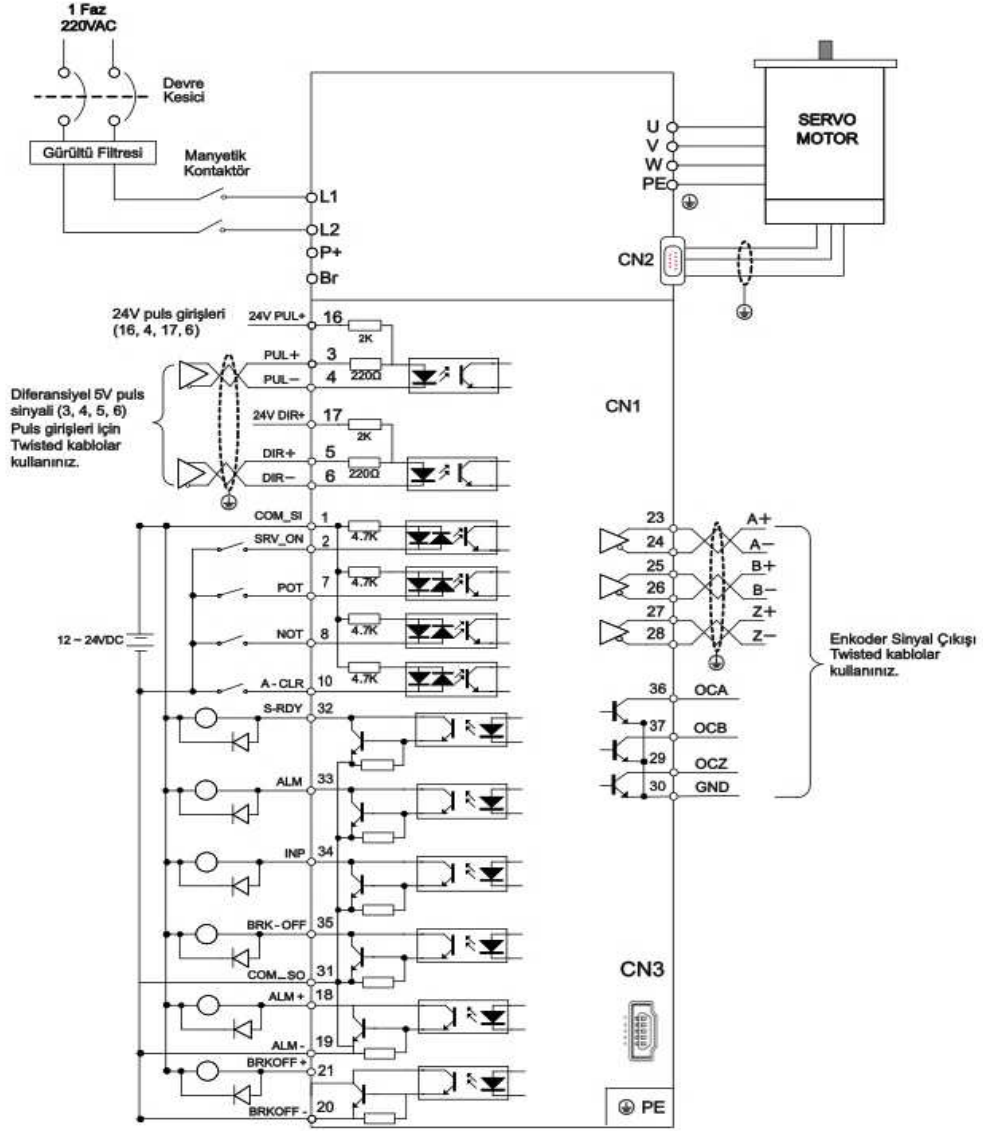 1 Faz
220VAC
Devre
Kesici
Gürültü Filtresi
Manyetik
Kontaktör
L1
L2
P+
Br
U
V
W
PE
SERVO
MOTOR
CN2
24V puls girişleri
(16, 4, 17, 6)
24V PUL+ 16
2K
PUL+ 3
PUL− 4
220Ω
Diferansiyel 5V puls
sinyali (3, 4, 5, 6)
Puls girişleri için
Twisted kablolar
kullanınız.
24V DIR+ 17
2K
DIR+ 5
DIR− 6
220Ω
CN1
COM_SI 1
4.7K
SRV_ON 2
POT 7
4.7K
12 ~ 24VDC
NOT 8
4.7K
A-CLR 10
4.7K
S-RDY 32
ALM 33
INP 34
BRK-OFF 35
COM_SO 31
ALM + 18
ALM - 19
BRKOFF + 21
BRKOFF - 20
23 A+
24 A−
25 B+
26 B−
27 Z+
28 Z−
Enkoder Sinyal Çıkışı
Twisted kablolar
kullanınız.
36 OCA
37 OCB
29 OCZ
30 GND
CN3
PE